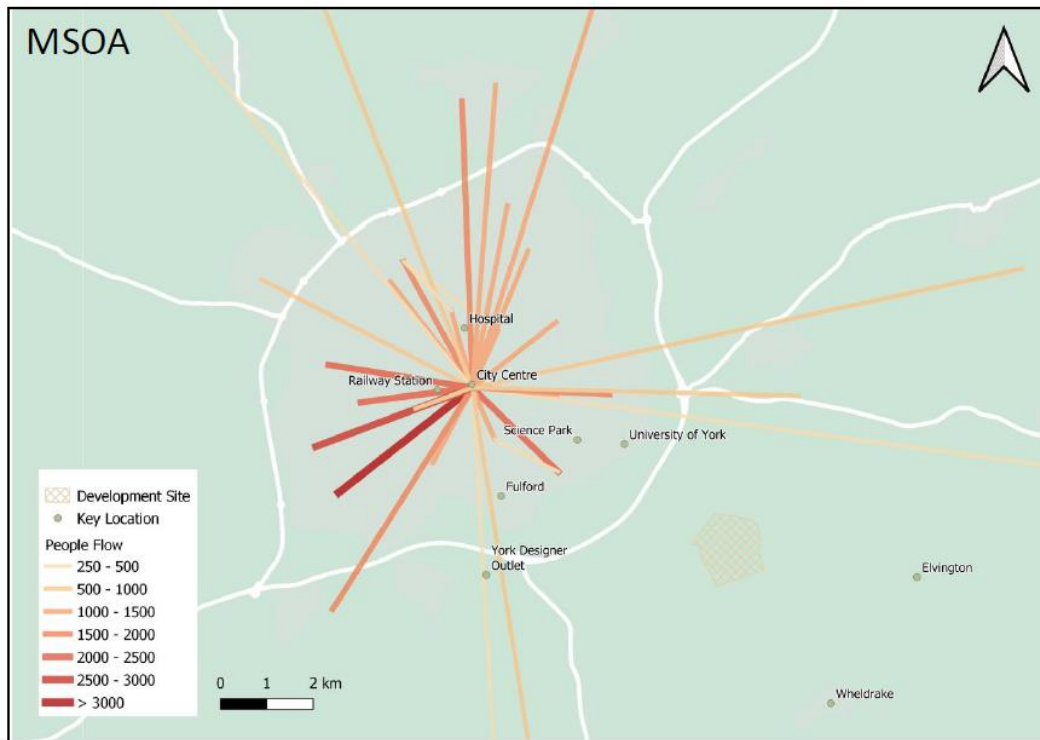 MSOA
Hospital
City Centre
Railway Station
Science Park
University of York
Fulford
York Designer
Outlet
Elvington
Wheldrake
Development Site
Key Location
People Flow
250 - 500
500 - 1000
1000 - 1500
1500 - 2000
2000 - 2500
2500 - 3000
> 3000
0 1 2 km